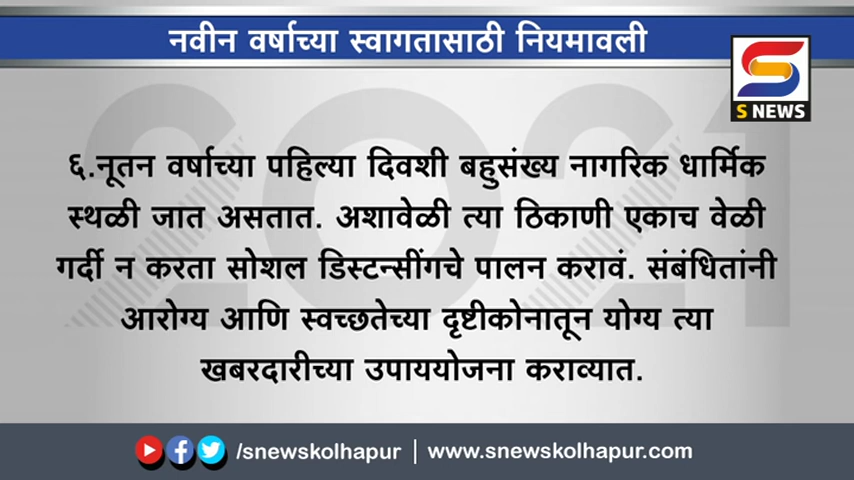 नवीन वर्षाच्या स्वागतासाठी नियमावली
S NEWS
2021
६.नूतन वर्षाच्या पहिल्या दिवशी बहुसंख्य नागरिक धार्मिक
स्थळी जात असतात. अशावेळी त्या ठिकाणी एकाच वेळी
गर्दी न करता सोशल डिस्टन्सींगचे पालन करावं. संबंधितांनी
आरोग्य आणि स्वच्छतेच्या दृष्टीकोनातून योग्य त्या
खबरदारीच्या उपाययोजना कराव्यात.
/snewskolhapur | www.snewskolhapur.com